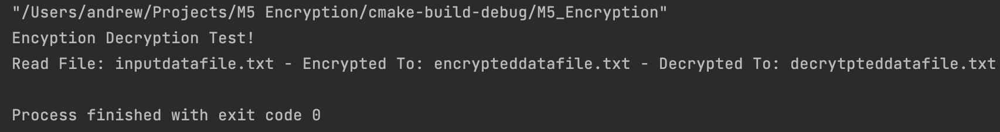 "/Users/andrew/Projects/M5 Encryption/cmake-build-debug/M5_Encryption"
Encyption Decryption Test!
Read File: inputdatafile.txt - Encrypted To: encrypteddatafile.txt - Decrypted To: decrytpteddatafile.txt
Process finished with exit code 0